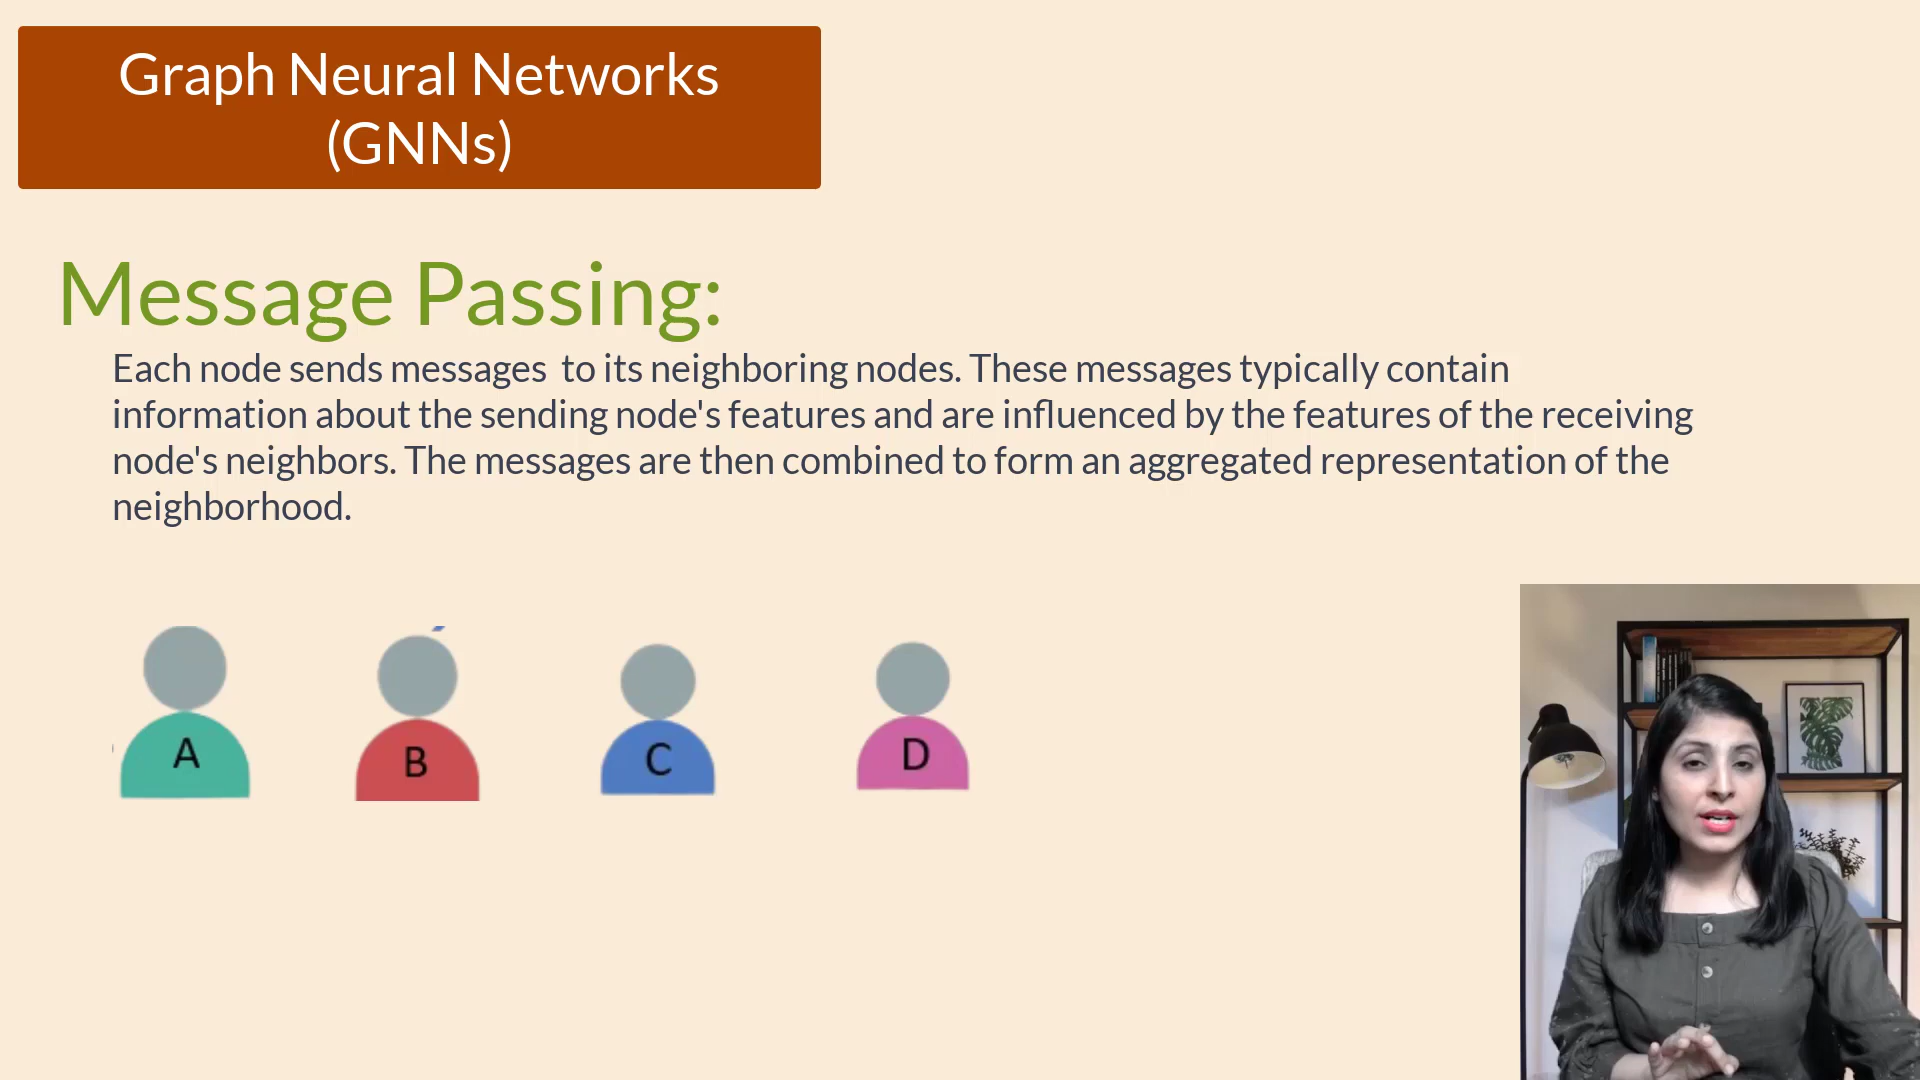 Graph Neural Networks
(GNNs)
Message Passing:
Each node sends messages  to its neighboring nodes. These messages typically contain
information about the sending node's features and are influenced by the features of the receiving
node's neighbors. The messages are then combined to form an aggregated representation of the
neighborhood.
A B C D